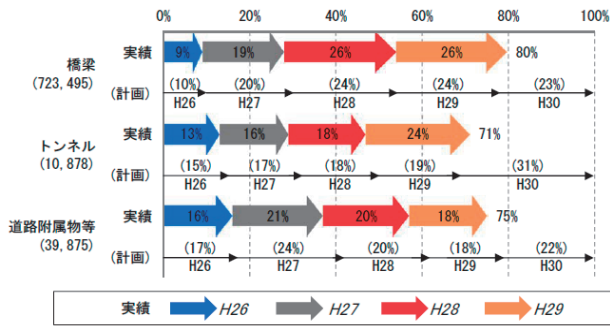 0% 20% 40% 60% 80% 100%
実績 9% 19% 26% 26% 80%
橋梁
(723,495)
(10%) (20%) (24%) (24%) (23%)
(計画) H26 H27 H28 H29 H30
実績 13% 16% 18% 24% 71%
トンネル
(10,878)
(15%) (17%) (18%) (19%) (31%)
(計画) H26 H27 H28 H29 H30
実績 16% 21% 20% 18% 75%
道路附属物等
(39,875)
(17%) (24%) (20%) (18%) (22%)
(計画) H26 H27 H28 H29 H30
実績 H26 H27 H28 H29